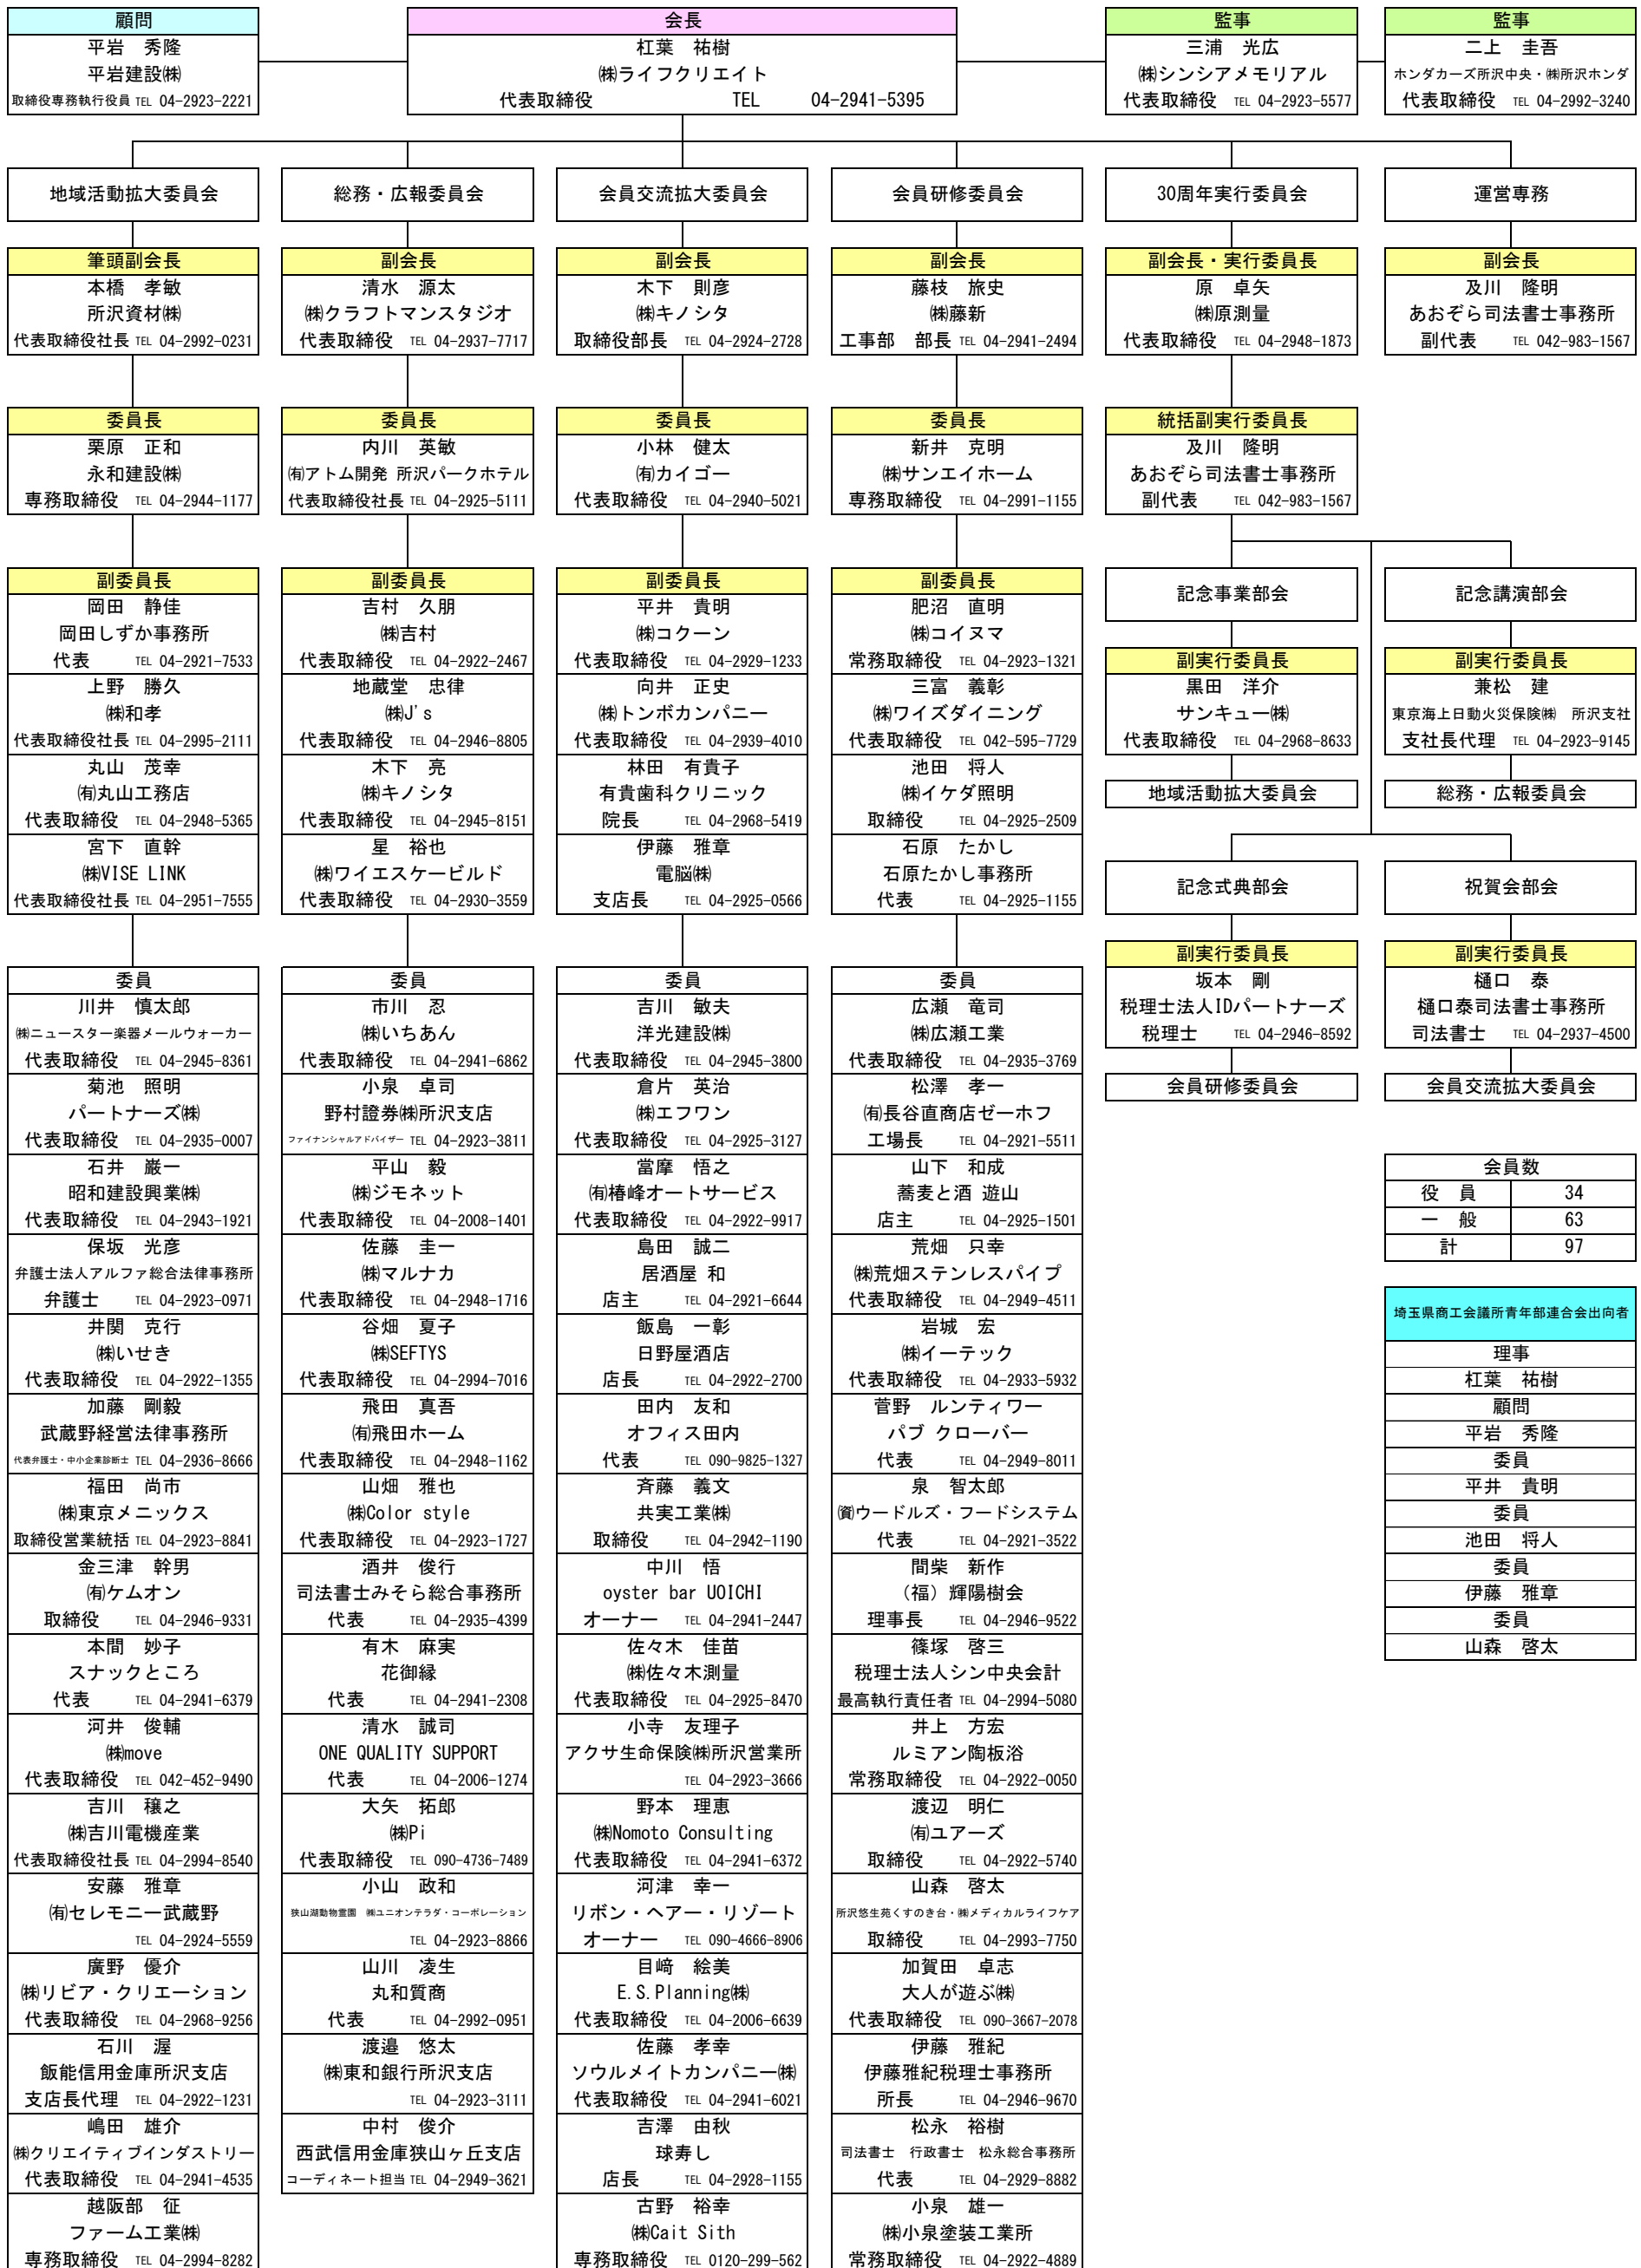 顧問
平岩　秀隆
平岩建設㈱
取締役専務執行役員 TEL 04-2923-2221
会長
杠葉　祐樹
㈱ライフクリエイト
代表取締役 TEL 04-2941-5395
監事
三浦　光広
㈱シンシアメモリアル
代表取締役 TEL 04-2923-5577
監事
二上　圭吾
ホンダカーズ所沢中央・㈱所沢ホンダ
代表取締役 TEL 04-2992-3240
地域活動拡大委員会
筆頭副会長
本橋　孝敏
所沢資材㈱
代表取締役社長 TEL 04-2992-0231
委員長
栗原　正和
永和建設㈱
専務取締役 TEL 04-2944-1177
副委員長
岡田　静佳
岡田しずか事務所
代表 TEL 04-2921-7533
上野　勝久
㈱和孝
代表取締役社長 TEL 04-2995-2111
丸山　茂幸
㈲丸山工務店
代表取締役 TEL 04-2948-5365
宮下　直幹
㈱VISE LINK
代表取締役社長 TEL 04-2951-7555
委員
川井　慎太郎
㈱ニュースター楽器メールウォーカー
代表取締役 TEL 04-2945-8361
菊池　照明
パートナーズ㈱
代表取締役 TEL 04-2935-0007
石井　巌一
昭和建設興業㈱
代表取締役 TEL 04-2943-1921
保坂　光彦
弁護士法人アルファ総合法律事務所
弁護士 TEL 04-2923-0971
井関　克行
㈱いせき
代表取締役 TEL 04-2922-1355
加藤　剛毅
武蔵野経営法律事務所
代表弁護士・中小企業診断士 TEL 04-2936-8666
福田　尚市
㈱東京メニックス
取締役営業統括 TEL 04-2923-8841
金三津　幹男
㈲ケムオン
取締役 TEL 04-2946-9331
本間　妙子
スナックところ
代表 TEL 04-2941-6379
河井　俊輔
㈱move
代表取締役 TEL 042-452-9490
吉川　穣之
㈱吉川電機産業
代表取締役社長 TEL 04-2994-8540
安藤　雅章
㈲セレモニー武蔵野
TEL 04-2924-5559
廣野　優介
㈱リビア・クリエーション
代表取締役 TEL 04-2968-9256
石川　渥
飯能信用金庫所沢支店
支店長代理 TEL 04-2922-1231
嶋田　雄介
㈱クリエイティブインダストリー
代表取締役 TEL 04-2941-4535
越阪部　征
ファーム工業㈱
専務取締役 TEL 04-2994-8282
総務・広報委員会
副会長
清水　源太
㈱クラフトマンスタジオ
代表取締役 TEL 04-2937-7717
委員長
内川　英敏
㈲アトム開発 所沢パークホテル
代表取締役社長 TEL 04-2925-5111
副委員長
吉村　久朋
㈱吉村
代表取締役 TEL 04-2922-2467
地蔵堂　忠律
㈱J's
代表取締役 TEL 04-2946-8805
木下　亮
㈱キノシタ
代表取締役 TEL 04-2945-8151
星　裕也
㈱ワイエスケービルド
代表取締役 TEL 04-2930-3559
委員
市川　忍
㈱いちあん
代表取締役 TEL 04-2941-6862
小泉　卓司
野村證券㈱所沢支店
ファイナンシャルアドバイザー TEL 04-2923-3811
平山　毅
㈱ジモネット
代表取締役 TEL 04-2008-1401
佐藤　圭一
㈱マルナカ
代表取締役 TEL 04-2948-1716
谷畑　夏子
㈱SEFTYS
代表取締役 TEL 04-2994-7016
飛田　真吾
㈲飛田ホーム
代表取締役 TEL 04-2948-1162
山畑　雅也
㈱Color style
代表取締役 TEL 04-2923-1727
酒井　俊行
司法書士みそら総合事務所
代表 TEL 04-2935-4399
有木　麻実
花御縁
代表 TEL 04-2941-2308
清水　誠司
ONE QUALITY SUPPORT
代表 TEL 04-2006-1274
大矢　拓郎
㈱Pi
代表取締役 TEL 090-4736-7489
小山　政和
狭山湖動物霊園　㈱ユニオンテラダ・コーポレーション
TEL 04-2923-8866
山川　凌生
丸和質商
代表 TEL 04-2992-0951
渡邉　悠太
㈱東和銀行所沢支店
TEL 04-2923-3111
中村　俊介
西武信用金庫狭山ヶ丘支店
コーディネート担当 TEL 04-2949-3621
会員交流拡大委員会
副会長
木下　則彦
㈱キノシタ
取締役部長 TEL 04-2924-2728
委員長
小林　健太
㈲カイゴー
代表取締役 TEL 04-2940-5021
副委員長
平井　貴明
㈱コクーン
代表取締役 TEL 04-2929-1233
向井　正史
㈱トンボカンパニー
代表取締役 TEL 04-2939-4010
林田　有貴子
有貴歯科クリニック
院長 TEL 04-2968-5419
伊藤　雅章
電脳㈱
支店長 TEL 04-2925-0566
委員
吉川　敏夫
洋光建設㈱
代表取締役 TEL 04-2945-3800
倉片　英治
㈱エフワン
代表取締役 TEL 04-2925-3127
當摩　悟之
㈲椿峰オートサービス
代表取締役 TEL 04-2922-9917
島田　誠二
居酒屋 和
店主 TEL 04-2921-6644
飯島　一彰
日野屋酒店
店長 TEL 04-2922-2700
田内　友和
オフィス田内
代表 TEL 090-9825-1327
斉藤　義文
共実工業㈱
取締役 TEL 04-2942-1190
中川　悟
oyster bar UOICHI
オーナー TEL 04-2941-2447
佐々木　佳苗
㈱佐々木測量
代表取締役 TEL 04-2925-8470
小寺　友理子
アクサ生命保険㈱所沢営業所
TEL 04-2923-3666
野本　理恵
㈱Nomoto Consulting
代表取締役 TEL 04-2941-6372
河津　幸一
リボン・ヘアー・リゾート
オーナー TEL 090-4666-8906
目﨑　絵美
E.S.Planning㈱
代表取締役 TEL 04-2006-6639
佐藤　孝幸
ソウルメイトカンパニー㈱
代表取締役 TEL 04-2941-6021
吉澤　由秋
球寿し
店長 TEL 04-2928-1155
古野　裕幸
㈱Cait Sith
専務取締役 TEL 0120-299-562
会員研修委員会
副会長
藤枝　旅史
㈱藤新
工事部　部長 TEL 04-2941-2494
委員長
新井　克明
㈱サンエイホーム
専務取締役 TEL 04-2991-1155
副委員長
肥沼　直明
㈱コイヌマ
常務取締役 TEL 04-2923-1321
三富　義彰
㈱ワイズダイニング
代表取締役 TEL 042-595-7729
池田　将人
㈱イケダ照明
取締役 TEL 04-2925-2509
石原　たかし
石原たかし事務所
代表 TEL 04-2925-1155
委員
広瀬　竜司
㈱広瀬工業
代表取締役 TEL 04-2935-3769
松澤　孝一
㈲長谷直商店ゼーホフ
工場長 TEL 04-2921-5511
山下　和成
蕎麦と酒 遊山
店主 TEL 04-2925-1501
荒畑　只幸
㈱荒畑ステンレスパイプ
代表取締役 TEL 04-2949-4511
岩城　宏
㈱イーテック
代表取締役 TEL 04-2933-5932
菅野　ルンティワー
パブ クローバー
代表 TEL 04-2949-8011
泉　智太郎
㈾ウードルズ・フードシステム
代表 TEL 04-2921-3522
間柴　新作
（福）輝陽樹会
理事長 TEL 04-2946-9522
篠塚　啓三
税理士法人シン中央会計
最高執行責任者 TEL 04-2994-5080
井上　方宏
ルミアン陶板浴
常務取締役 TEL 04-2922-0050
渡辺　明仁
㈲ユアーズ
取締役 TEL 04-2922-5740
山森　啓太
所沢悠生苑くすのき台・㈱メディカルライフケア
取締役 TEL 04-2993-7750
加賀田　卓志
大人が遊ぶ㈱
代表取締役 TEL 090-3667-2078
伊藤　雅紀
伊藤雅紀税理士事務所
所長 TEL 04-2946-9670
松永　裕樹
司法書士　行政書士　松永総合事務所
代表 TEL 04-2929-8882
小泉　雄一
㈱小泉塗装工業所
常務取締役 TEL 04-2922-4889
30周年実行委員会
副会長・実行委員長
原　卓矢
㈱原測量
代表取締役 TEL 04-2948-1873
統括副実行委員長
及川　隆明
あおぞら司法書士事務所
副代表 TEL 042-983-1567
運営専務
副会長
及川　隆明
あおぞら司法書士事務所
副代表 TEL 042-983-1567
記念事業部会
副実行委員長
黒田　洋介
サンキュー㈱
代表取締役 TEL 04-2968-8633
地域活動拡大委員会
記念講演部会
副実行委員長
兼松　建
東京海上日動火災保険㈱　所沢支社
支社長代理 TEL 04-2923-9145
総務・広報委員会
記念式典部会
副実行委員長
坂本　剛
税理士法人IDパートナーズ
税理士 TEL 04-2946-8592
会員研修委員会
祝賀会部会
副実行委員長
樋口　泰
樋口泰司法書士事務所
司法書士 TEL 04-2937-4500
会員交流拡大委員会
会員数
役　員 34
一　般 63
計 97
埼玉県商工会議所青年部連合会出向者
理事
杠葉　祐樹
顧問
平岩　秀隆
委員
平井　貴明
委員
池田　将人
委員
伊藤　雅章
委員
山森　啓太